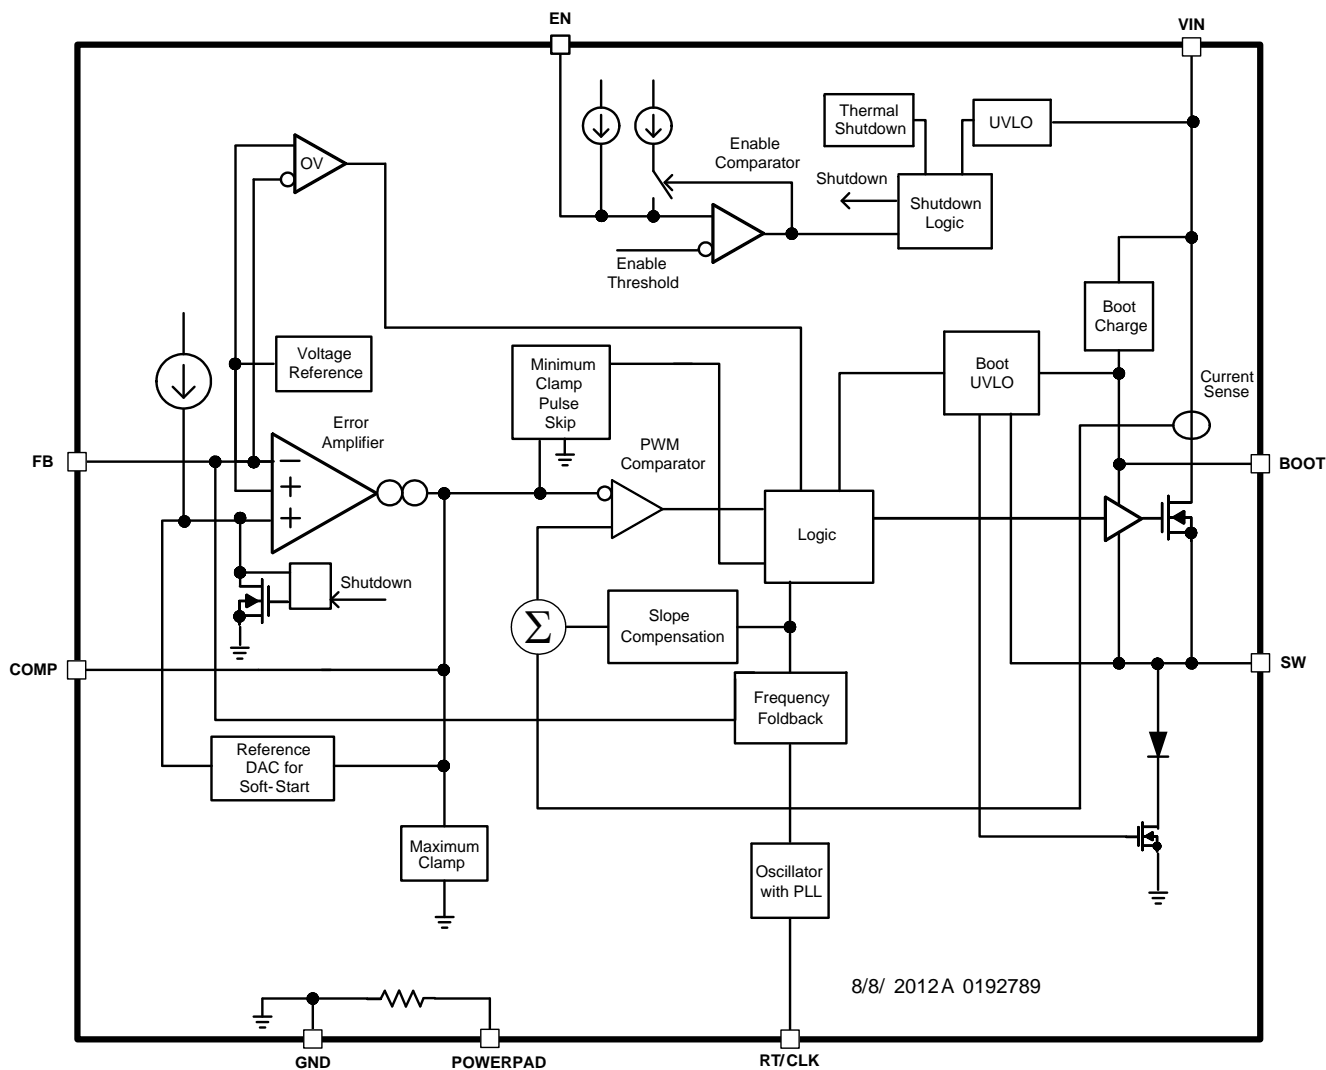 EN
VIN
Thermal
Shutdown
UVLO
OV
Enable
Comparator
Shutdown
Shutdown
Logic
Enable
Threshold
Boot
Charge
Voltage
Reference
Minimum
Clamp
Pulse
Skip
Boot
UVLO
Current
Sense
Error
Amplifier
PWM
Comparator
FB
BOOT
−
+
+
Logic
Shutdown
Σ
Slope
Compensation
COMP
SW
Frequency
Foldback
Reference
DAC for
Soft-Start
Maximum
Clamp
Oscillator
with PLL
8/8/ 2012A 0192789
GND
POWERPAD
RT/CLK